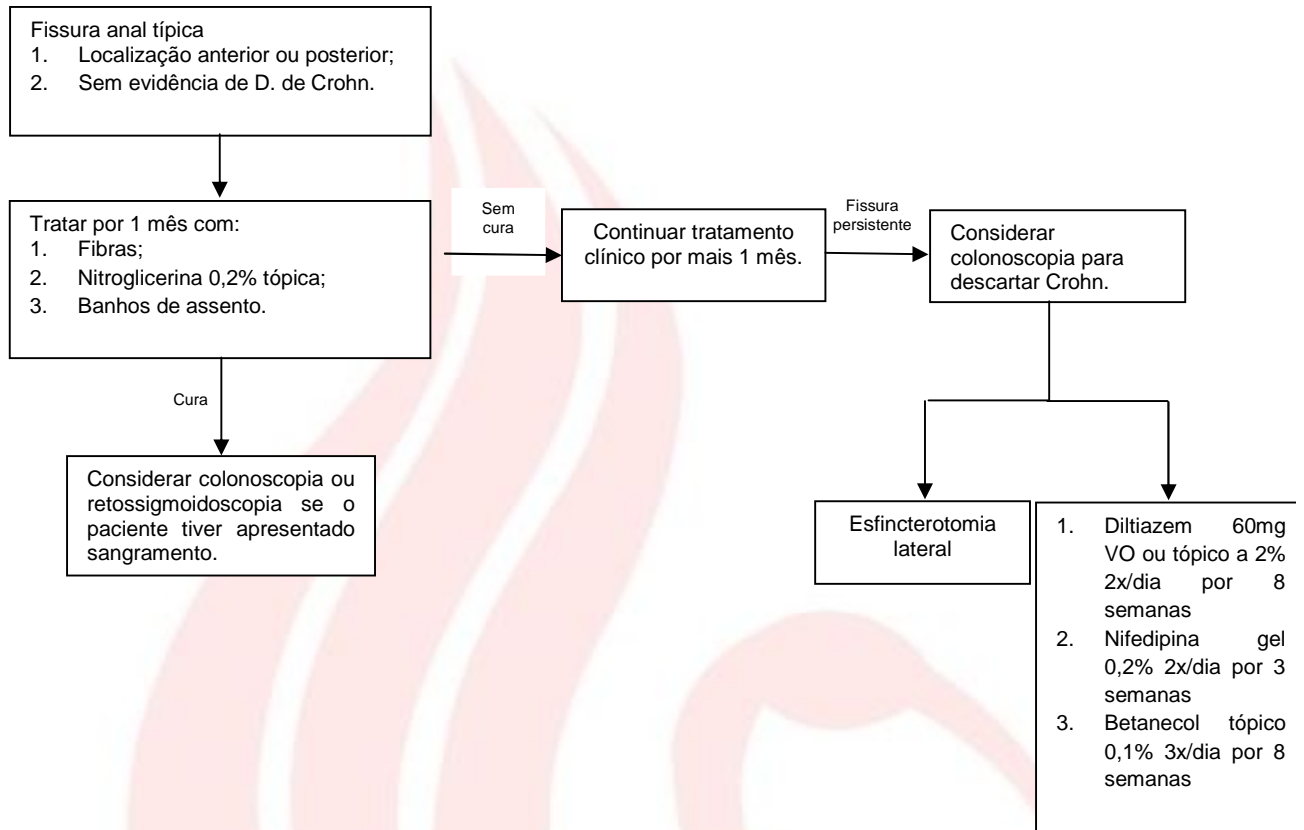 Fissura anal típica
1. Localização anterior ou posterior;
2. Sem evidência de D. de Crohn.
Tratar por 1 mês com:
1. Fibras;
2. Nitroglicerina 0,2% tópica;
3. Banhos de assento.
Sem
cura
Continuar tratamento
clínico por mais 1 mês.
Fissura
persistente
Considerar
colonoscopia para
descartar Crohn.
Cura
Considerar colonoscopia ou
retossigmoidoscopia se o
paciente tiver apresentado
sangramento.
Esfincterotomia
lateral
1. Diltiazem 60mg
VO ou tópico a 2%
2x/dia por 8
semanas
2. Nifedipina gel
0,2% 2x/dia por 3
semanas
3. Betanecol tópico
0,1% 3x/dia por 8
semanas